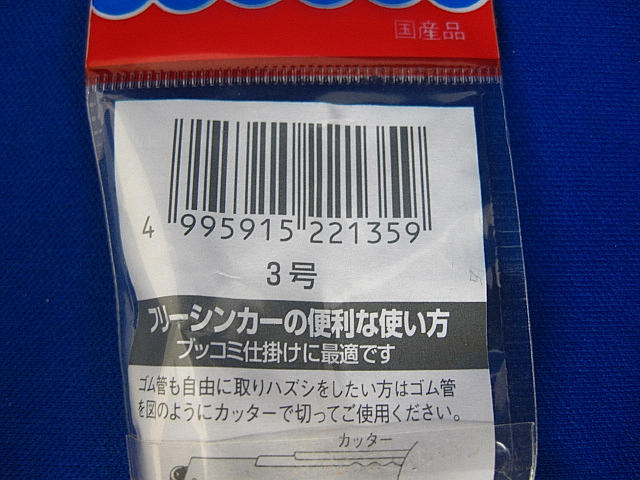 国産品
4 995915 221359
3号
フリーシンカーの便利な使い方
ブッコミ仕掛けに最適です
ゴム管も自由に取りハズシをしたい方はゴム管
を図のようにカッターで切ってご使用ください。
カッター